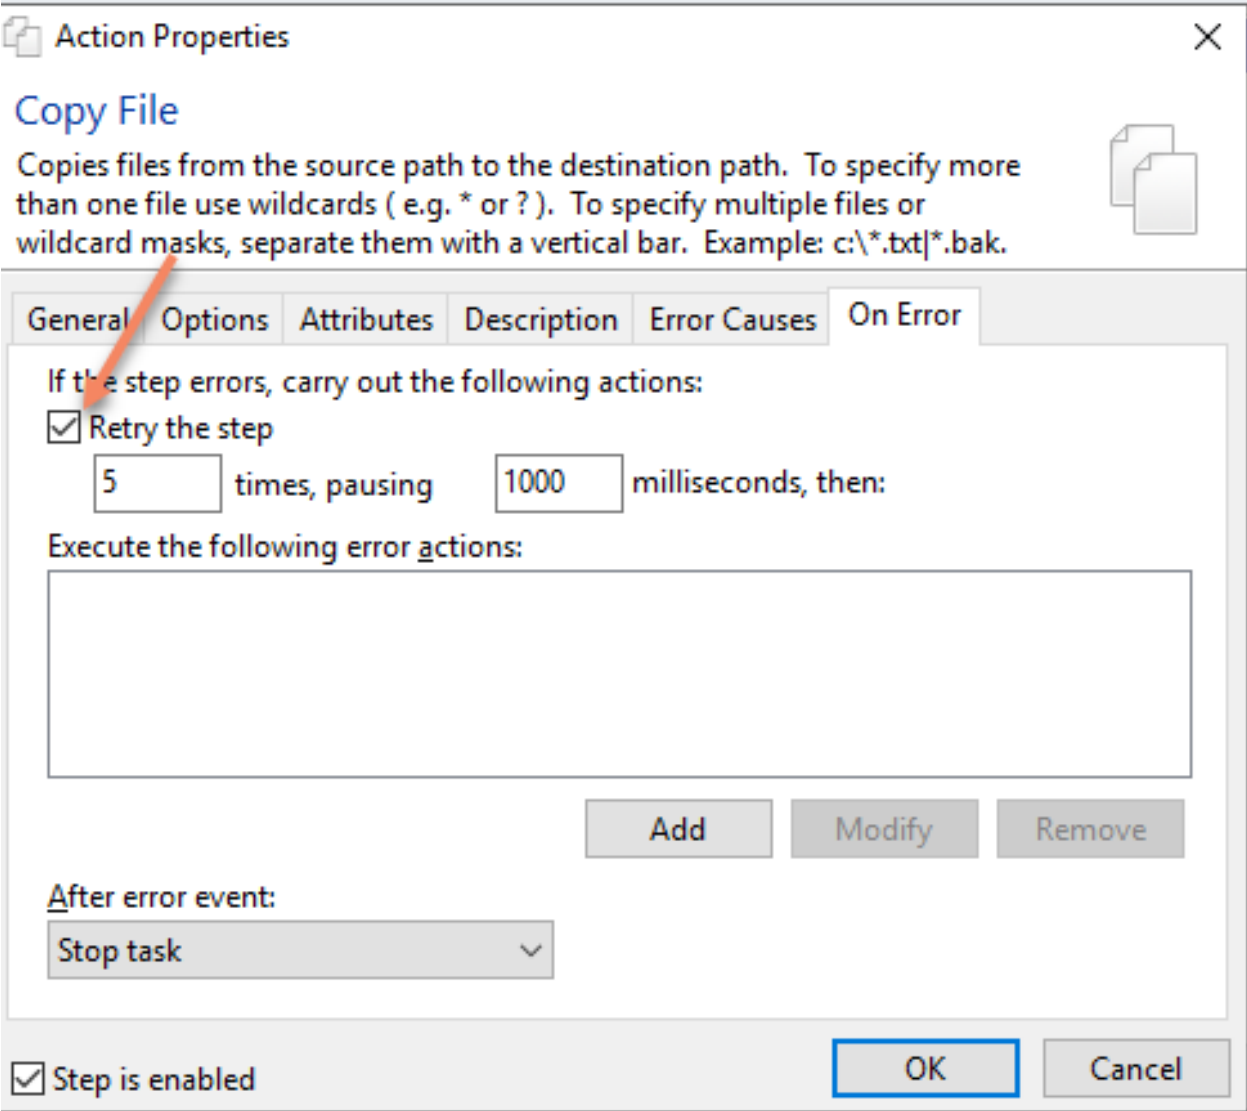 Action Properties
Copy File
Copies files from the source path to the destination path.  To specify more
than one file use wildcards ( e.g. * or ? ).  To specify multiple files or
wildcard masks, separate them with a vertical bar.  Example: c:\*.txt|*.bak.
General Options Attributes Description Error Causes On Error
If the step errors, carry out the following actions:
Retry the step
5 times, pausing 1000 milliseconds, then:
Execute the following error actions:
Add Modify Remove
After error event:
Stop task
Step is enabled OK Cancel